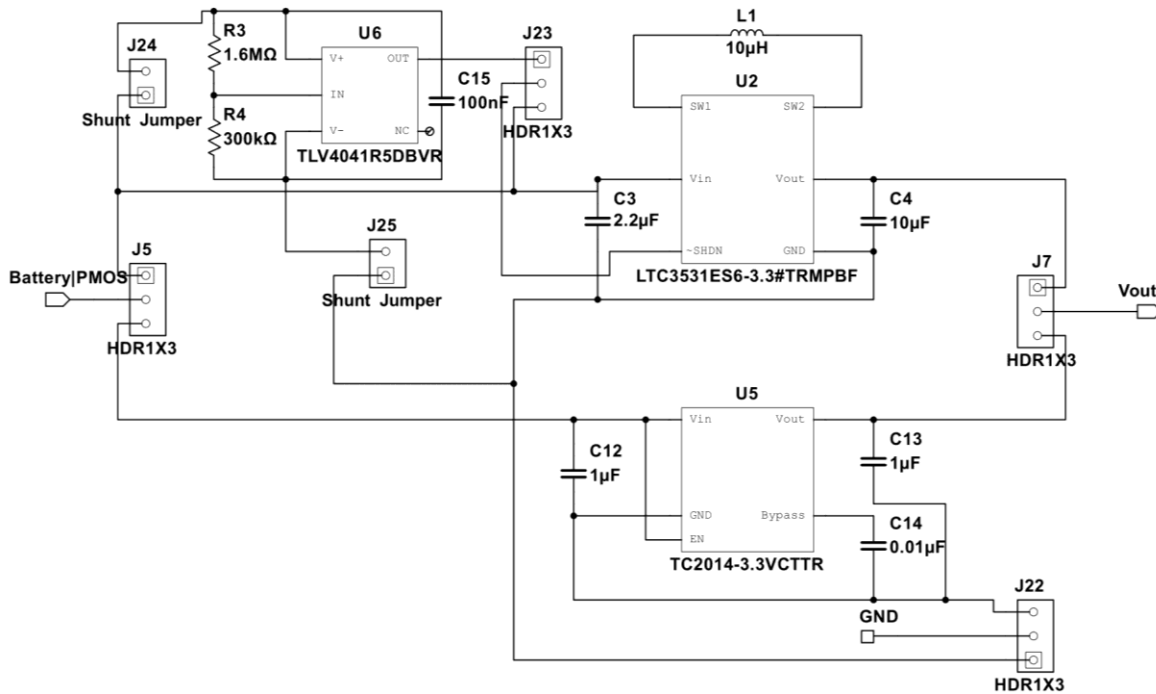 L1
10µH
U6
J23
J24
R3
1.6MΩ
V+
OUT
C15
100nF
U2
IN
SW1
SW2
Shunt Jumper
R4
300kΩ
V-
NC
HDR1X3
TLV4041R5DBVR
Vin
Vout
C3
2.2µF
C4
10µF
J5
J25
~SHDN
GND
LTC3531ES6-3.3#TRMPBF
J7
Battery|PMOS
Shunt Jumper
Vout
HDR1X3
HDR1X3
U5
Vin
Vout
C12
1µF
C13
1µF
GND
Bypass
C14
0.01µF
EN
TC2014-3.3VCTTR
J22
GND
HDR1X3